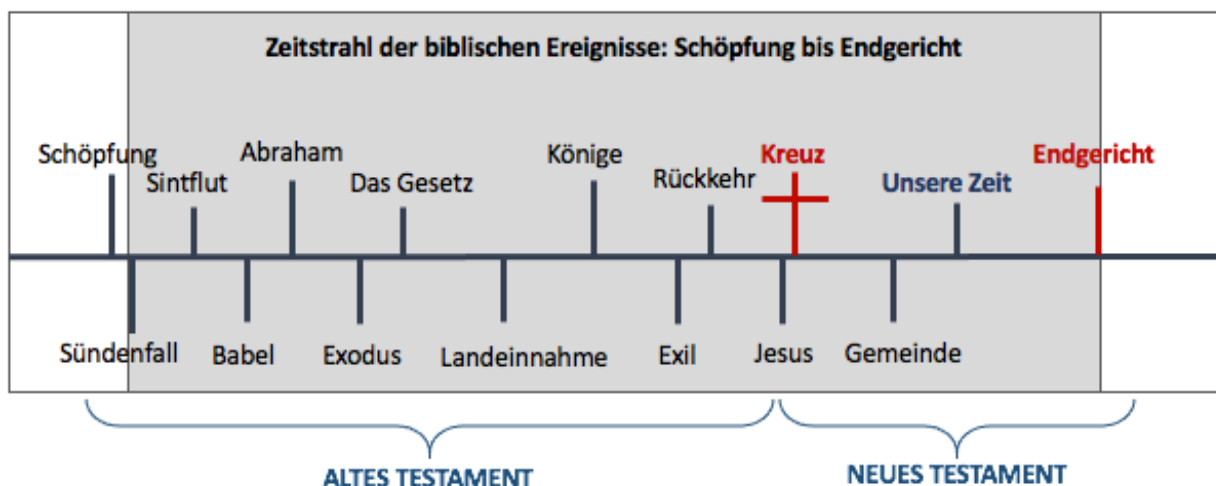 Zeitstrahl der biblischen Ereignisse: Schöpfung bis Endgericht
Schöpfung
Sintflut
Abraham
Das Gesetz
Könige
Rückkehr
Kreuz
Unsere Zeit
Endgericht
Sündenfall
Babel
Exodus
Landeinnahme
Exil
Jesus
Gemeinde
ALTES TESTAMENT
NEUES TESTAMENT